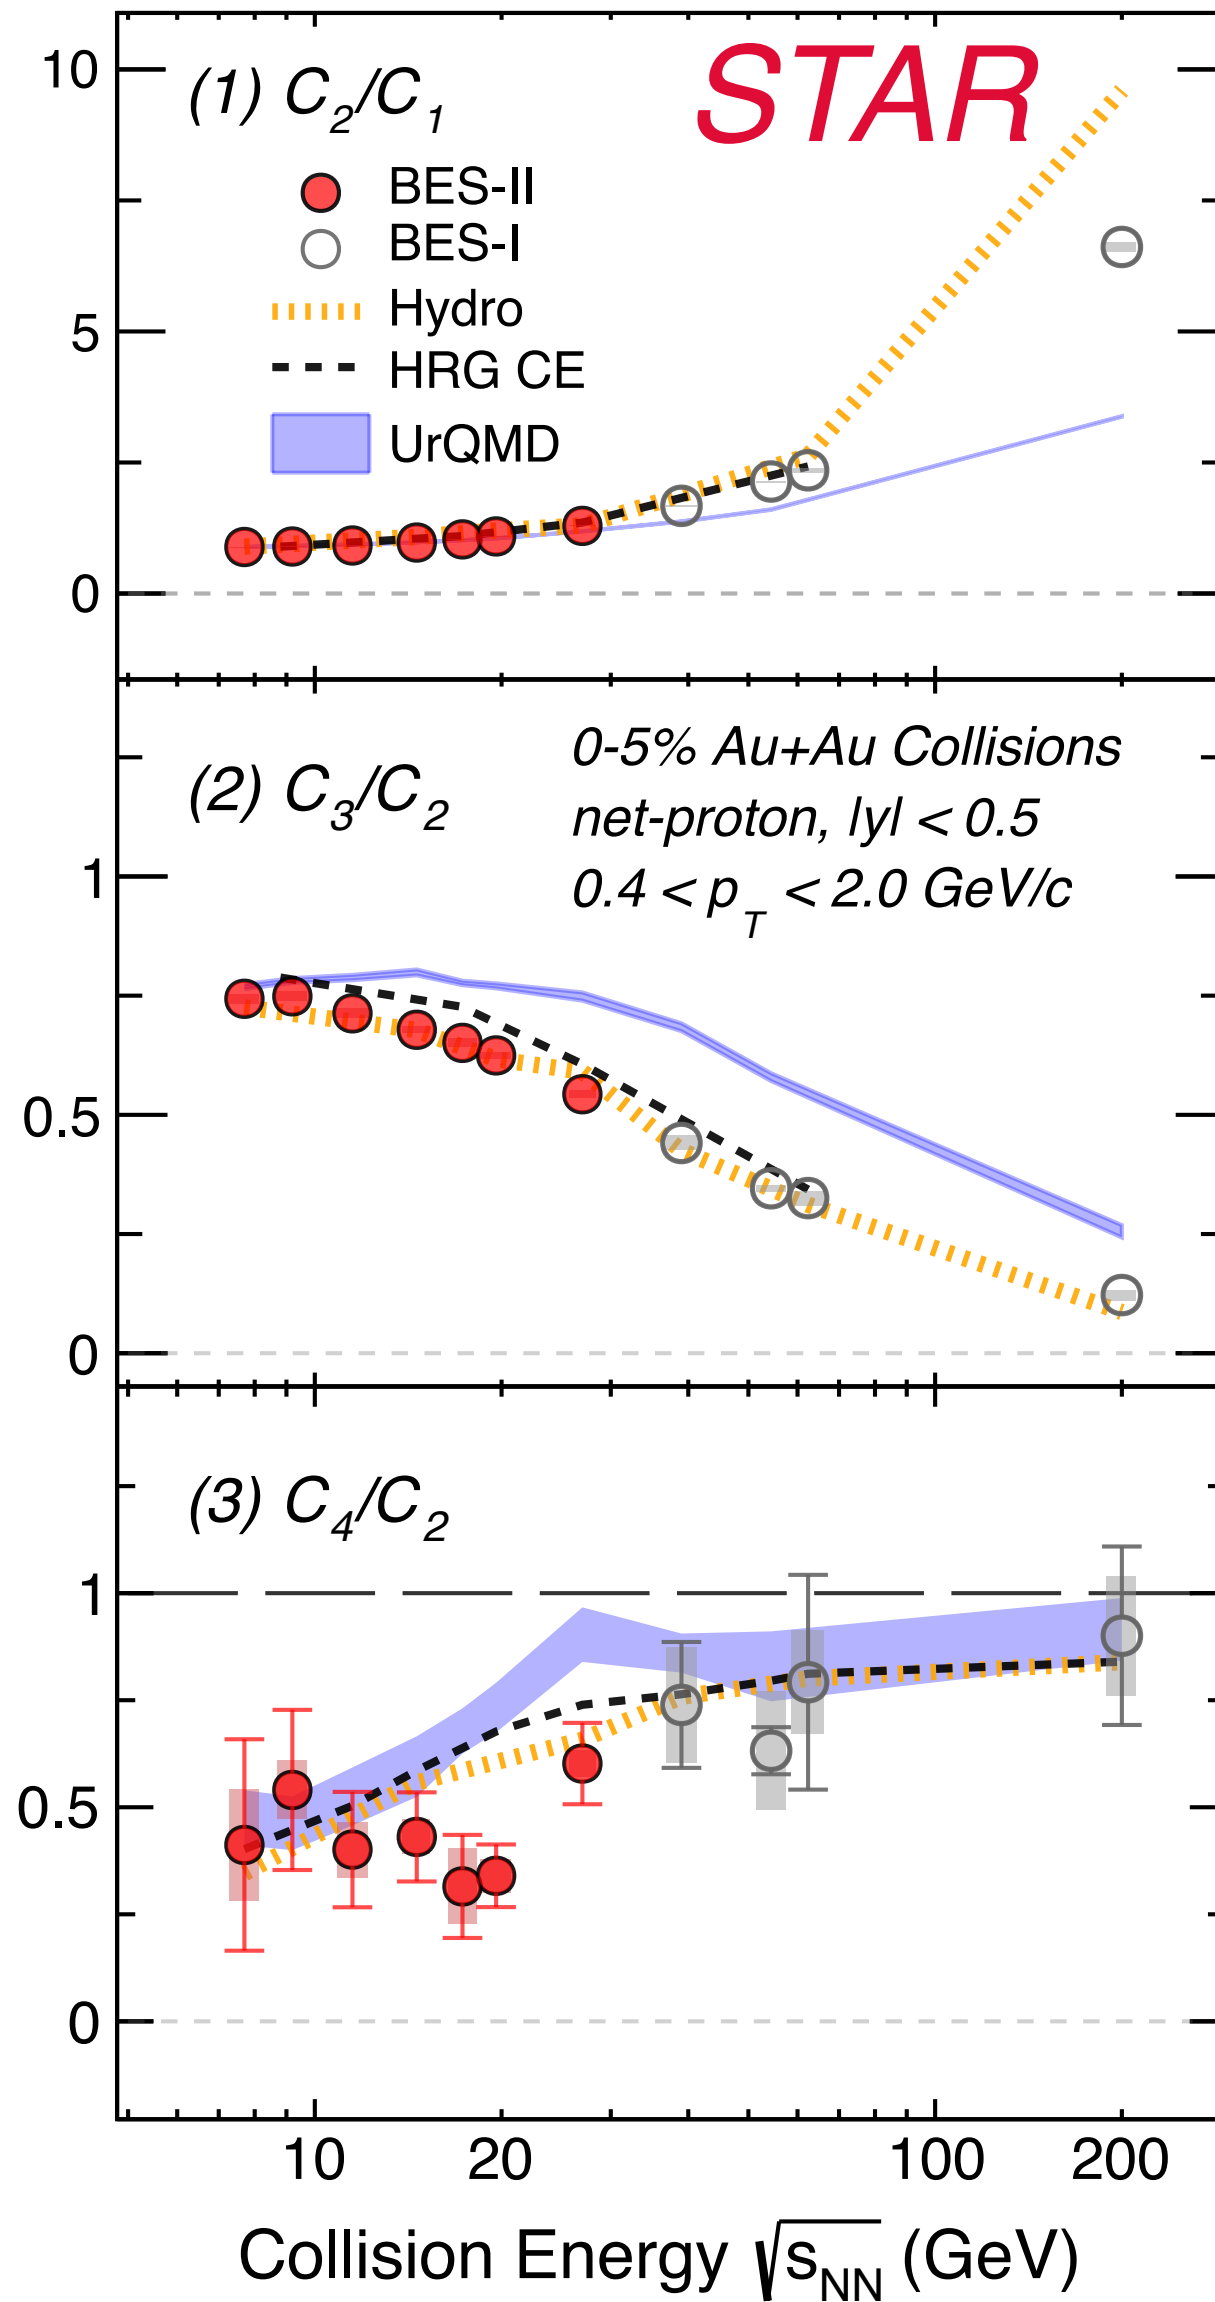 10
(1) C2/C1
STAR
BES-II
BES-I
5
Hydro
HRG CE
UrQMD
0
0-5% Au+Au Collisions
(2) C3/C2
net-proton, lyl < 0.5
1
0.4 < pT < 2.0 GeV/c
0.5
0
(3) C4/C2
1
0.5
0
10 20 100 200
Collision Energy √sNN (GeV)